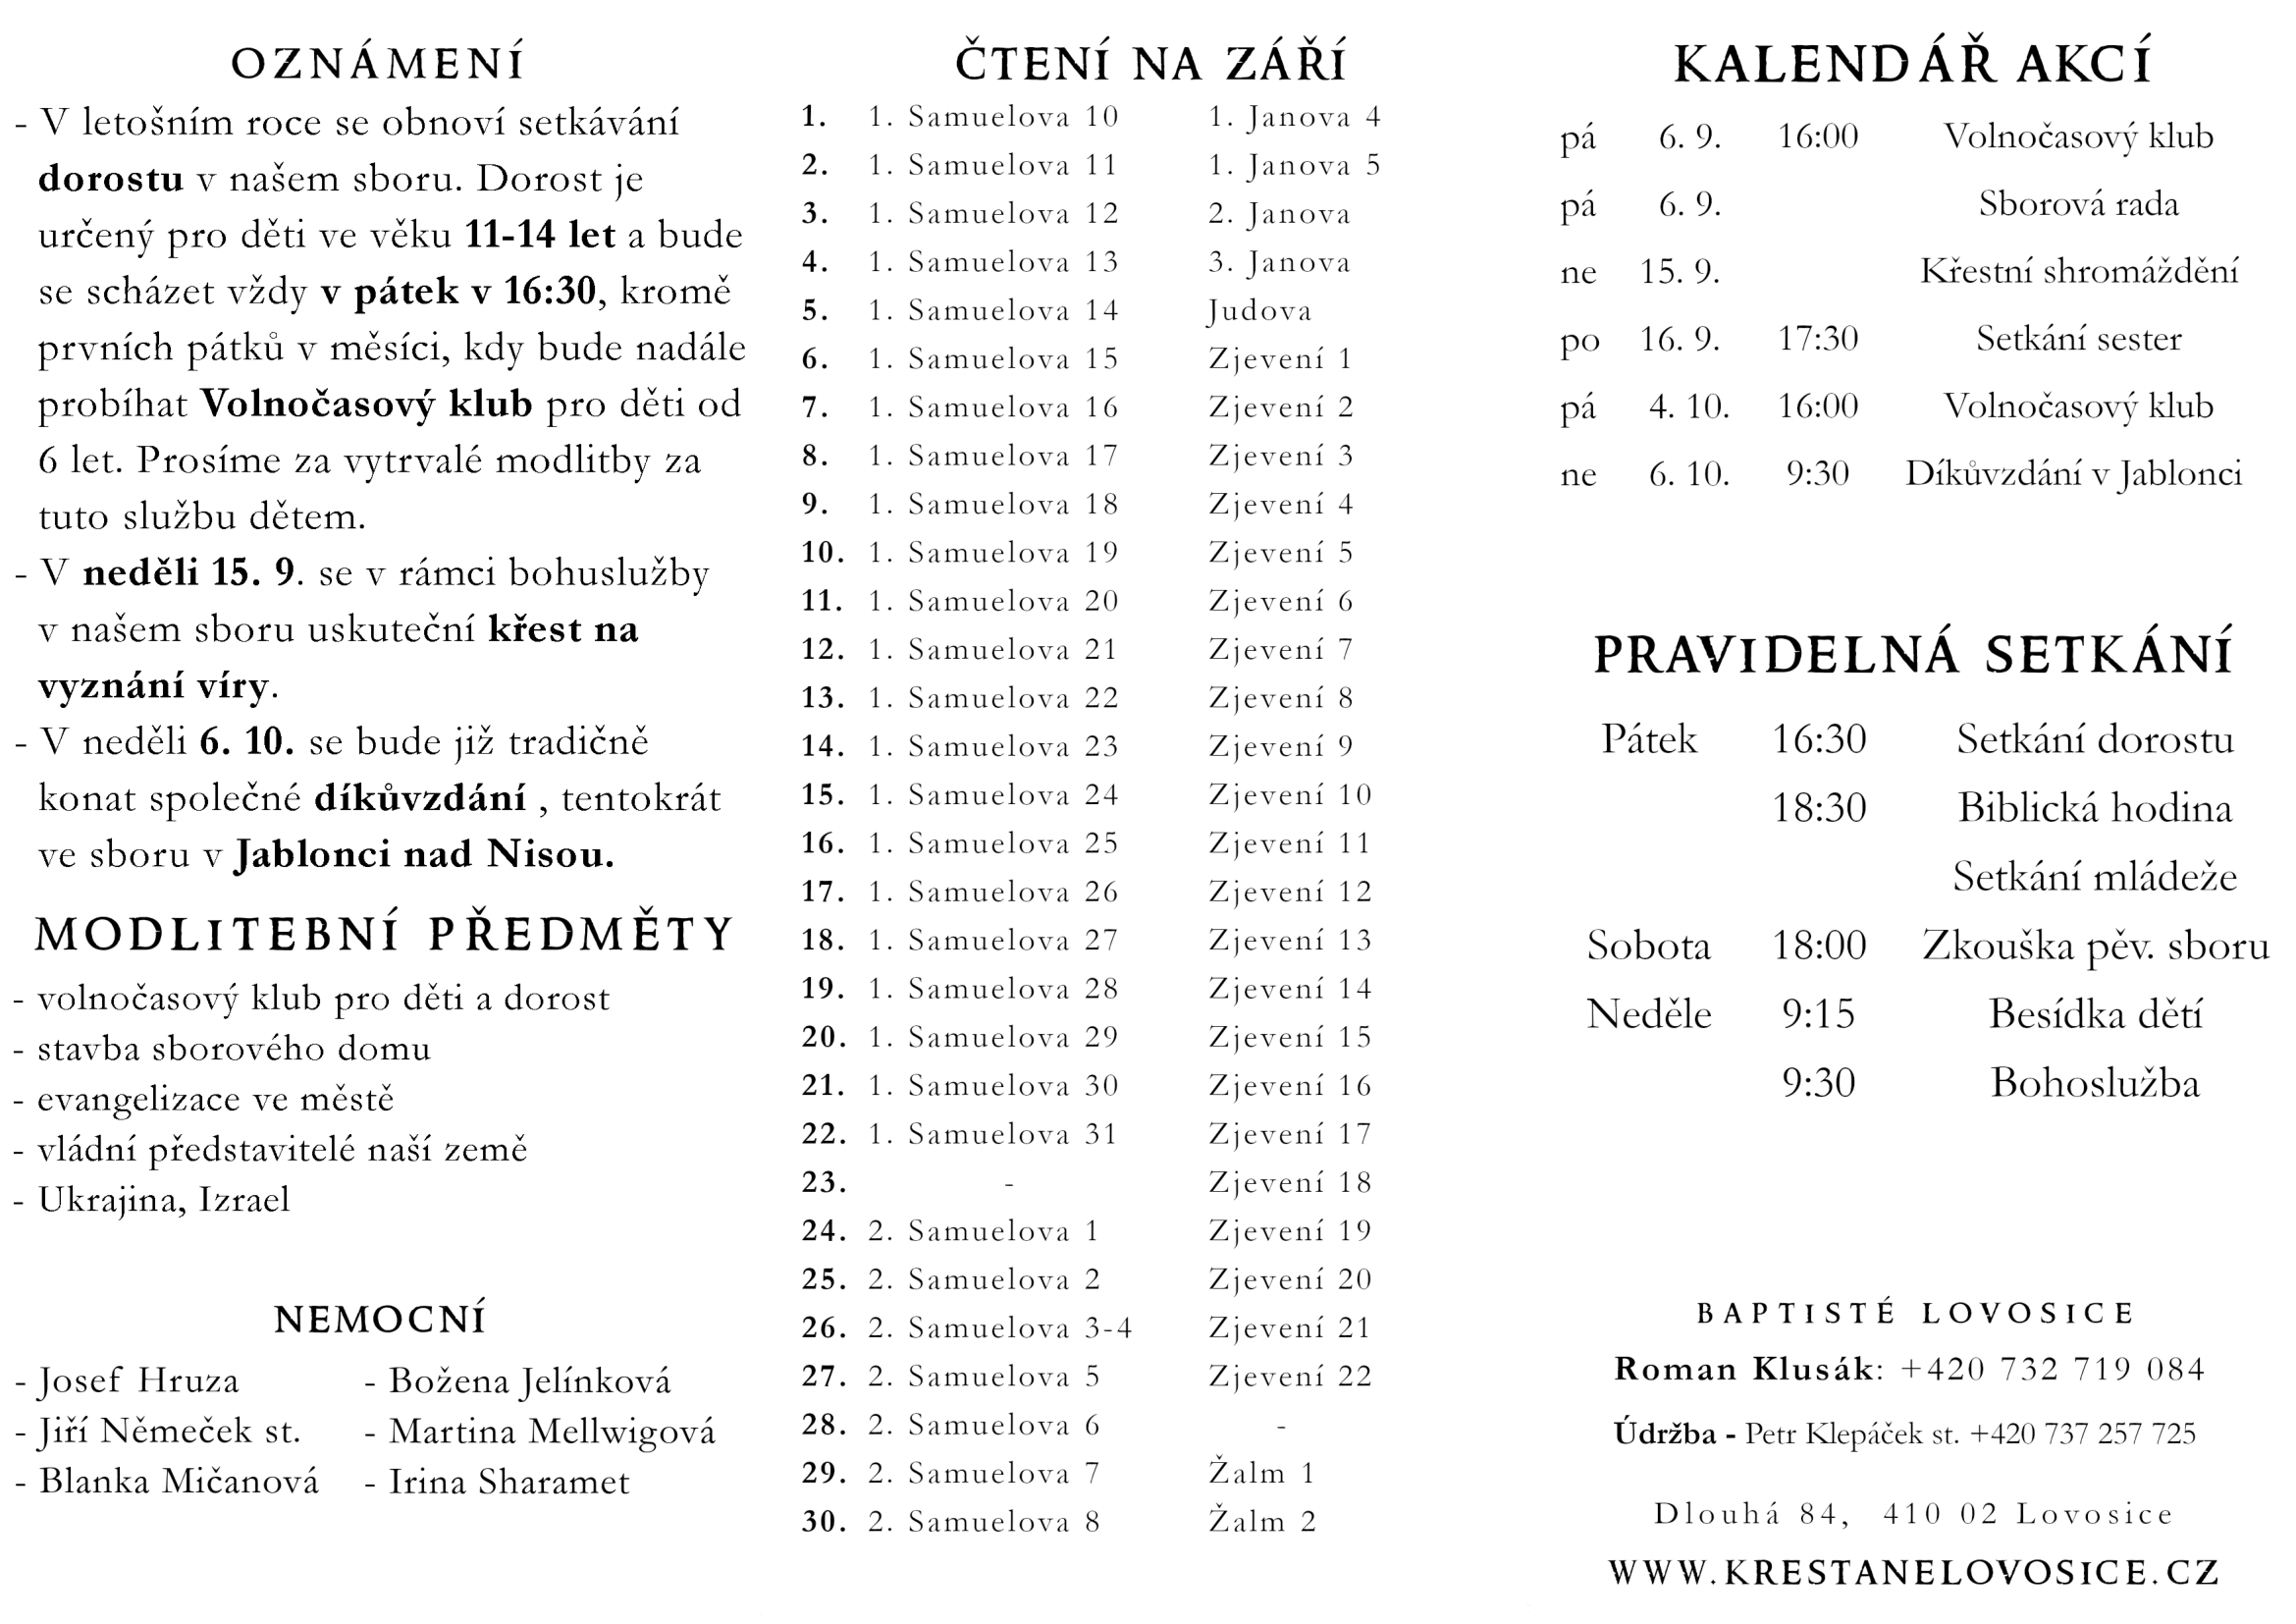 OZNÁMENÍ
- V letošním roce se obnoví setkávání
dorostu v našem sboru. Dorost je
určený pro děti ve věku 11-14 let a bude
se scházet vždy v pátek v 16:30, kromě
prvních pátků v měsíci, kdy bude nadále
probíhat Volnočasový klub pro děti od
6 let. Prosíme za vytrvalé modlitby za
tuto službu dětem.
- V neděli 15. 9. se v rámci bohuslužby
v našem sboru uskuteční křest na
vyznání víry.
- V neděli 6. 10. se bude již tradičně
konat společné díkůvzdání , tentokrát
ve sboru v Jablonci nad Nisou.
MODLITEBNÍ PŘEDMĚTY
- volnočasový klub pro děti a dorost
- stavba sborového domu
- evangelizace ve městě
- vládní představitelé naší země
- Ukrajina, Izrael
NEMOCNÍ
- Josef Hruza - Božena Jelínková
- Jiří Němeček st. - Martina Mellwigová
- Blanka Mičanová - Irina Sharamet
ČTENÍ NA ZÁŘÍ
1. 1. Samuelova 10 1. Janova 4
2. 1. Samuelova 11 1. Janova 5
3. 1. Samuelova 12 2. Janova
4. 1. Samuelova 13 3. Janova
5. 1. Samuelova 14 Judova
6. 1. Samuelova 15 Zjevení 1
7. 1. Samuelova 16 Zjevení 2
8. 1. Samuelova 17 Zjevení 3
9. 1. Samuelova 18 Zjevení 4
10. 1. Samuelova 19 Zjevení 5
11. 1. Samuelova 20 Zjevení 6
12. 1. Samuelova 21 Zjevení 7
13. 1. Samuelova 22 Zjevení 8
14. 1. Samuelova 23 Zjevení 9
15. 1. Samuelova 24 Zjevení 10
16. 1. Samuelova 25 Zjevení 11
17. 1. Samuelova 26 Zjevení 12
18. 1. Samuelova 27 Zjevení 13
19. 1. Samuelova 28 Zjevení 14
20. 1. Samuelova 29 Zjevení 15
21. 1. Samuelova 30 Zjevení 16
22. 1. Samuelova 31 Zjevení 17
23. - Zjevení 18
24. 2. Samuelova 1 Zjevení 19
25. 2. Samuelova 2 Zjevení 20
26. 2. Samuelova 3-4 Zjevení 21
27. 2. Samuelova 5 Zjevení 22
28. 2. Samuelova 6 -
29. 2. Samuelova 7 Žalm 1
30. 2. Samuelova 8 Žalm 2
KALENDÁŘ AKCÍ
pá 6. 9. 16:00 Volnočasový klub
pá 6. 9. Sborová rada
ne 15. 9. Křestní shromáždění
po 16. 9. 17:30 Setkání sester
pá 4. 10. 16:00 Volnočasový klub
ne 6. 10. 9:30 Díkůvzdání v Jablonci
PRAVIDELNÁ SETKÁNÍ
Pátek 16:30 Setkání dorostu
18:30 Biblická hodina
Setkání mládeže
Sobota 18:00 Zkouška pěv. sboru
Neděle 9:15 Besídka dětí
9:30 Bohoslužba
BAPTISTÉ LOVOSICE
Roman Klusák: +420 732 719 084
Údržba - Petr Klepáček st. +420 737 257 725
Dlouhá 84, 410 02 Lovosice
WWW.KRESTANELOVOSICE.CZ